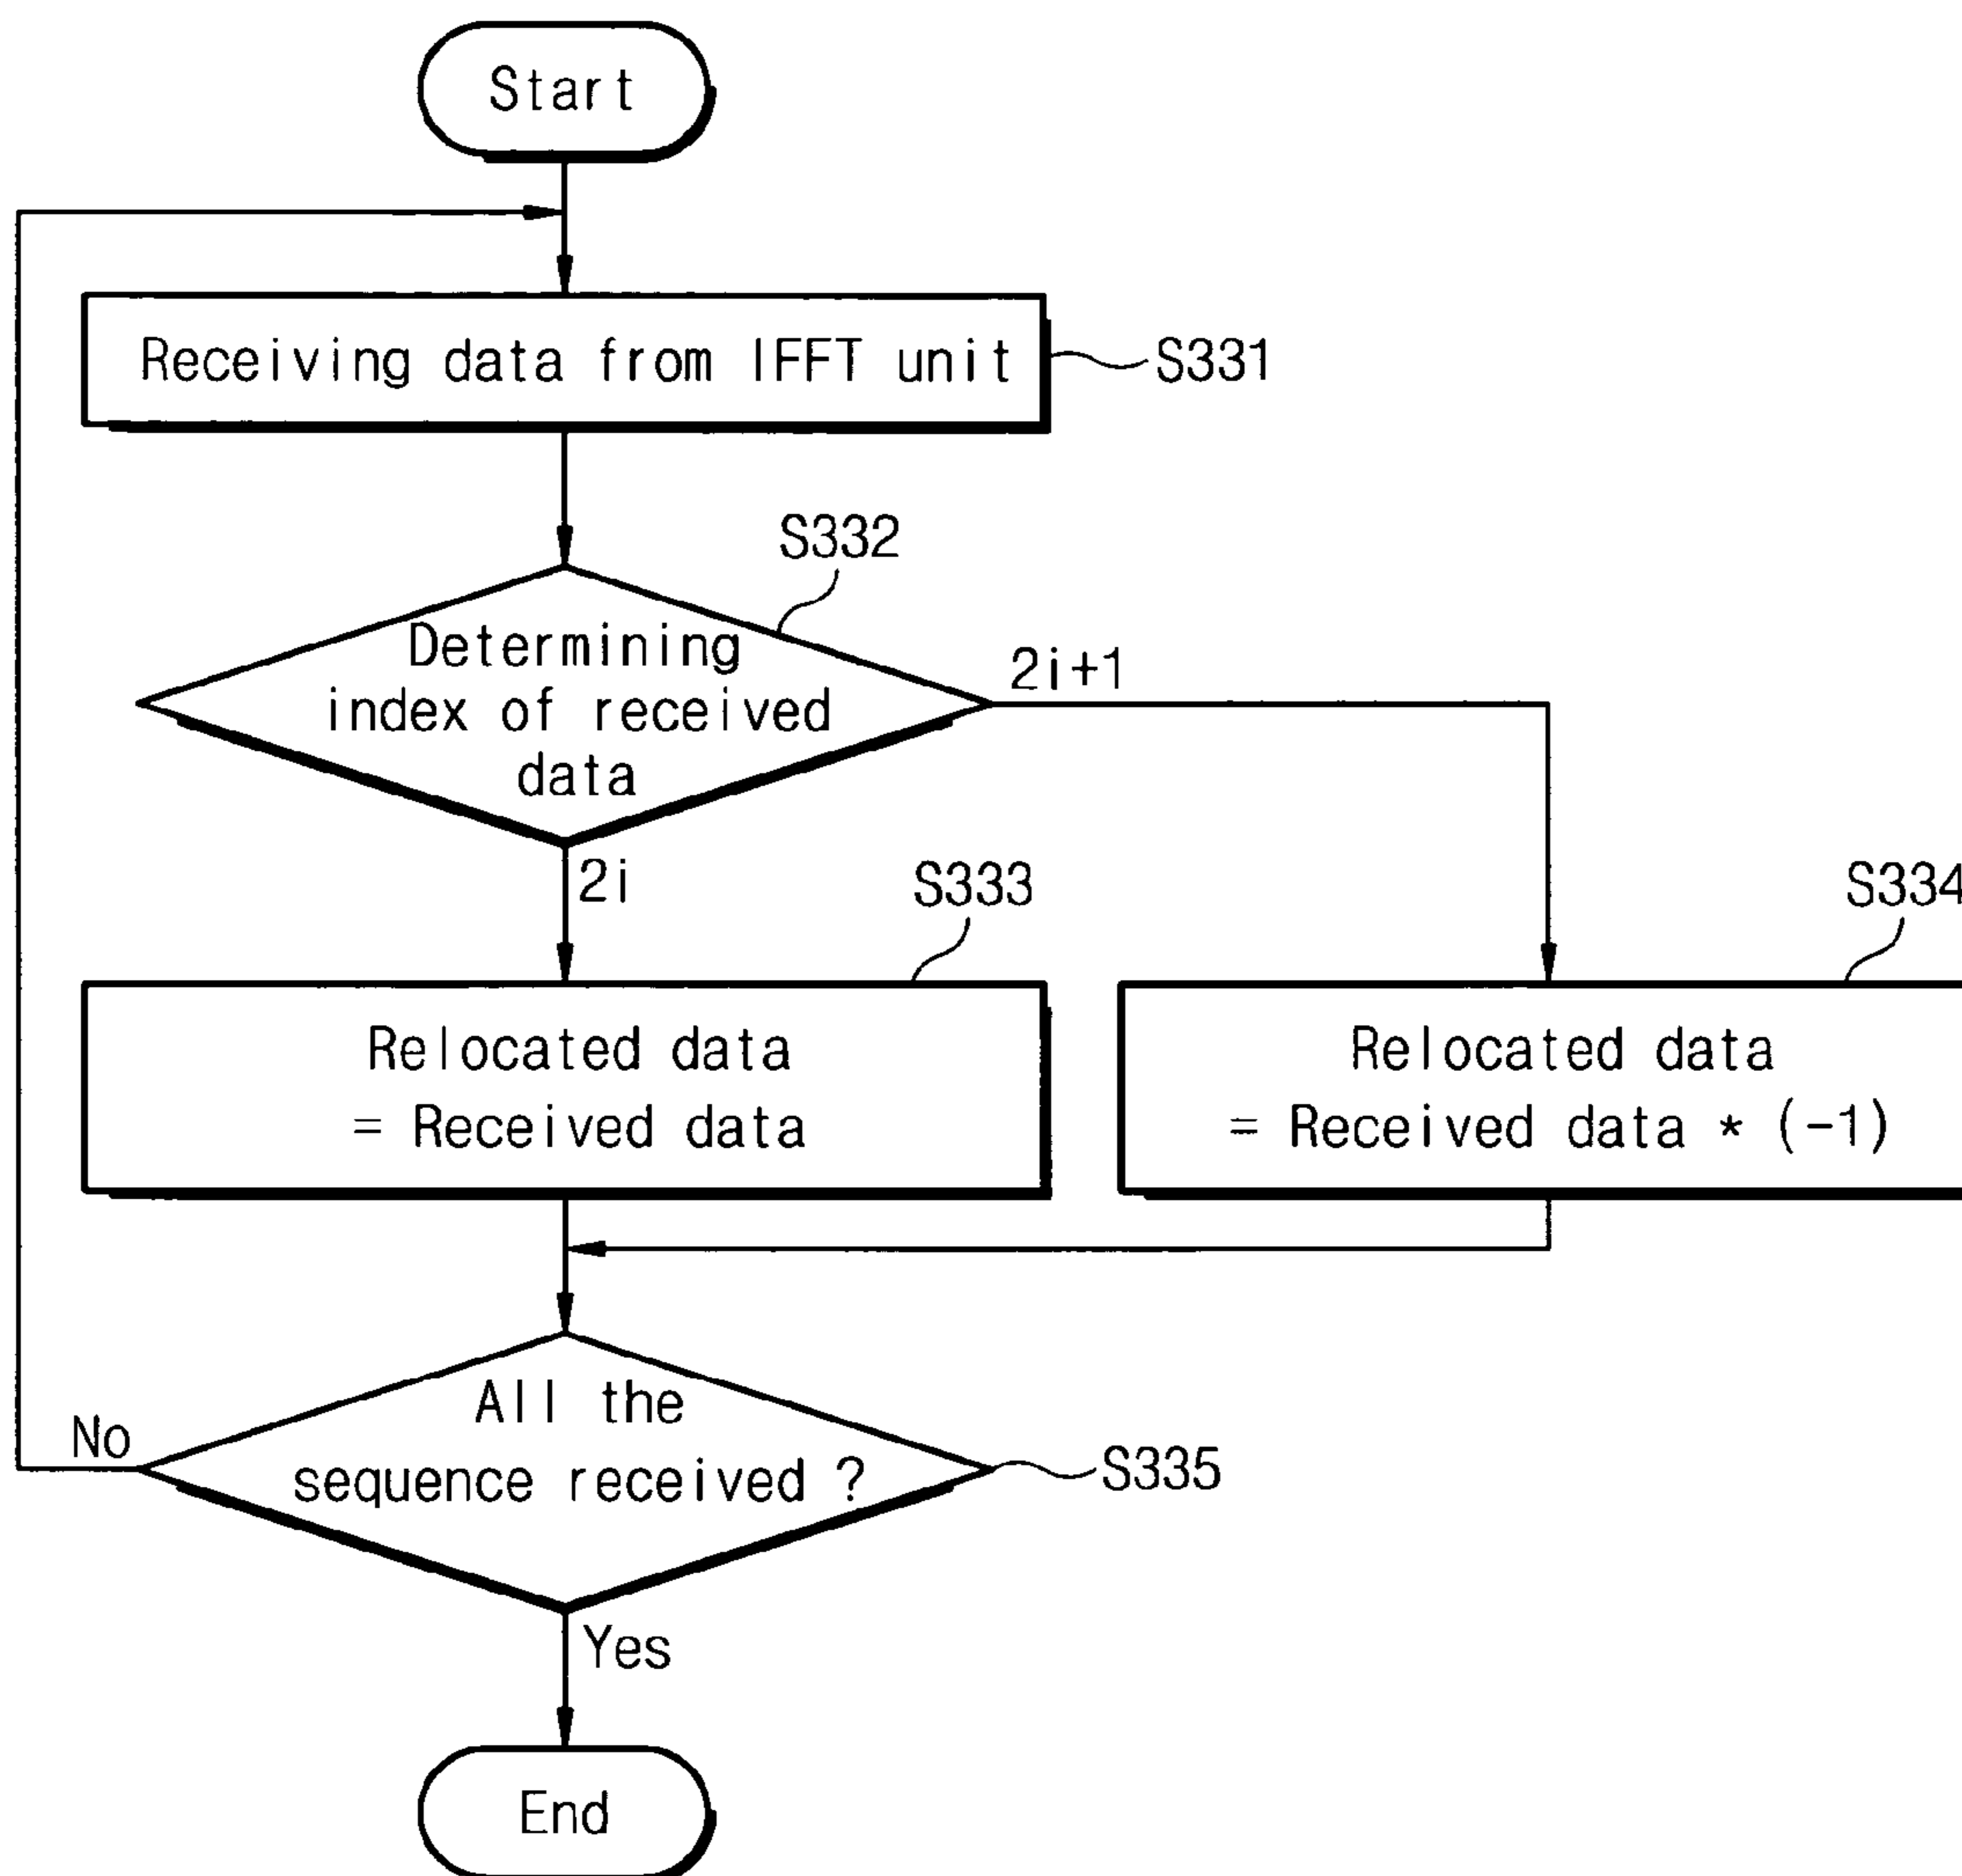 Start
Receiving data from IFFT unit
S331
S332
Determining
index of received
data
2i+1
2i
S333
S334
Relocated data
= Received data
Relocated data
= Received data * (-1)
All the
sequence received ?
No
S335
Yes
End